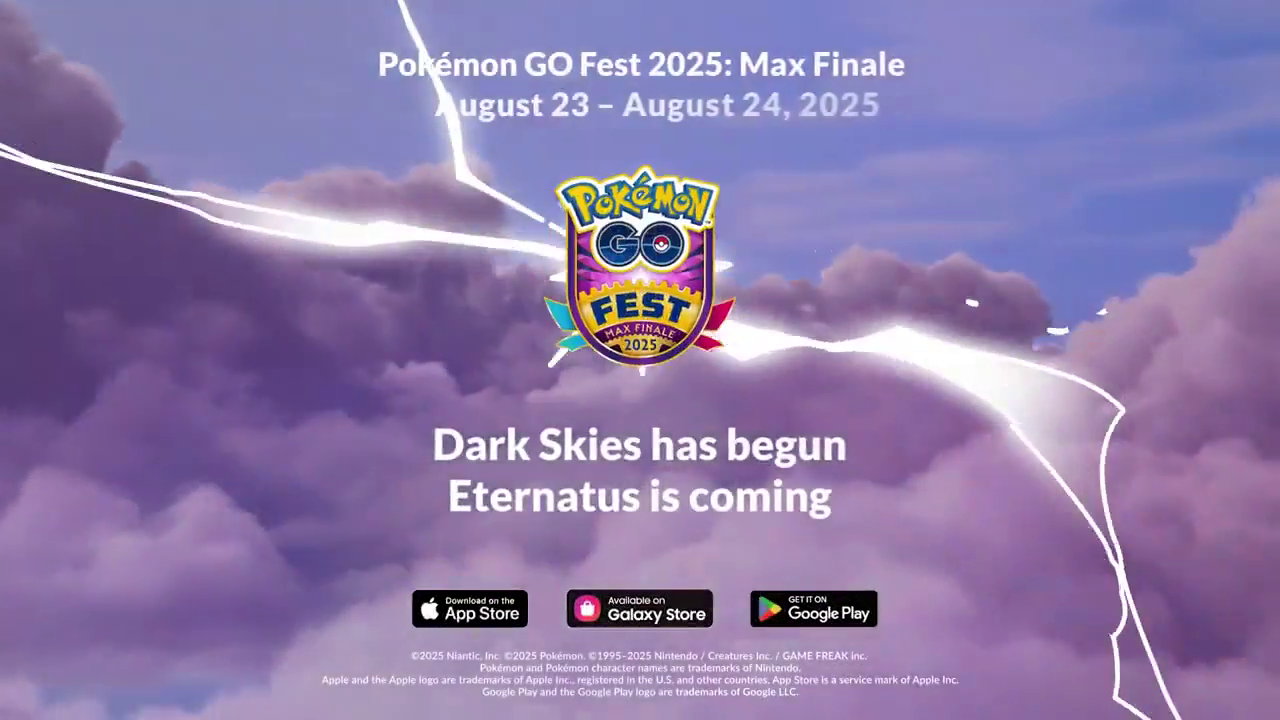 Pokémon GO Fest 2025: Max Finale
August 23 – August 24, 2025
POKéMON
GO
FEST
MAX FINALE
2025
Dark Skies has begun
Eternatus is coming
Download on the
App Store
Available on
Galaxy Store
GET IT ON
Google Play
©2025 Niantic, Inc. ©2025 Pokémon. ©1995–2025 Nintendo / Creatures Inc. / GAME FREAK inc.
Pokémon and Pokémon character names are trademarks of Nintendo.
Apple and the Apple logo are trademarks of Apple Inc., registered in the U.S. and other countries. App Store is a service mark of Apple Inc.
Google Play and the Google Play logo are trademarks of Google LLC.